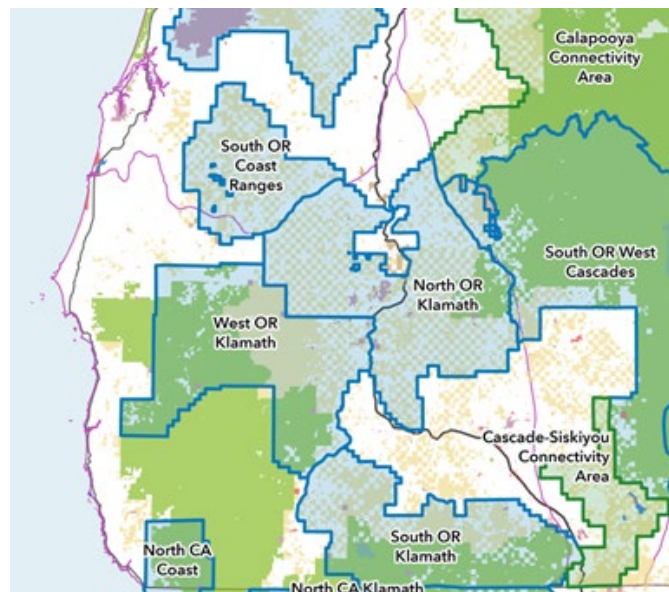 Calapooya
Connectivity
Area
South OR
Coast
Ranges
South OR West
Cascades
North OR
Klamath
West OR
Klamath
Cascade-Siskiyou
Connectivity
Area
South OR
Klamath
North CA
Coast
North CA Klamath